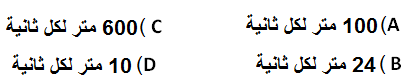 A) 100 متر لكل ثانية
C) 600 متر لكل ثانية
B) 24 متر لكل ثانية
D) 10 متر لكل ثانية